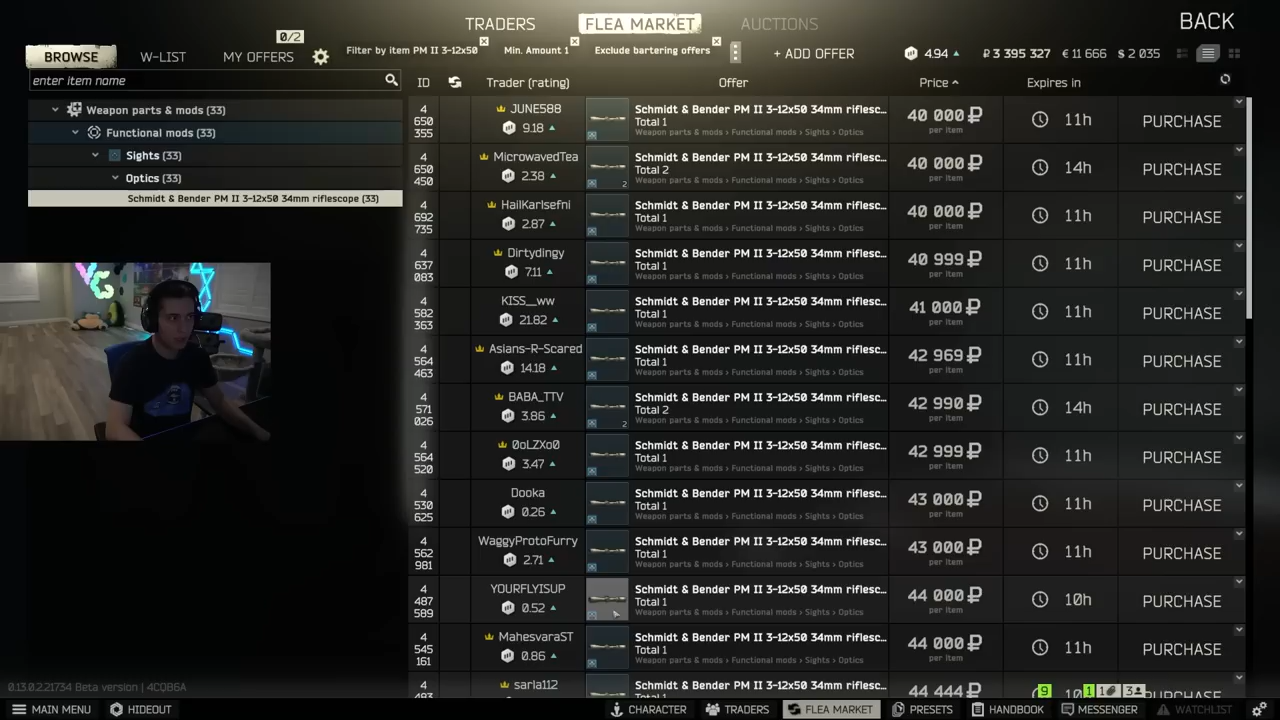 TRADERS
FLEA MARKET
AUCTIONS
BACK
0/2
BROWSE
W-LIST
MY OFFERS
Filter by item PM II 3-12x50
Min. Amount 1
Exclude bartering offers
+ ADD OFFER
4.94
₽ 3 395 327
€ 11 666
$ 2 035
enter item name
ID
Trader (rating)
Offer
Price
Expires in
Weapon parts & mods (33)
Functional mods (33)
Sights (33)
Optics (33)
Schmidt & Bender PM II 3-12x50 34mm riflescope (33)
4 650 355
JUNE588
9.18
Schmidt & Bender PM II 3-12x50 34mm riflesc...
Total 1
Weapon parts & mods > Functional mods > Sights > Optics
40 000 ₽
per item
11h
PURCHASE
4 650 450
MicrowavedTea
2.38
2
Schmidt & Bender PM II 3-12x50 34mm riflesc...
Total 2
Weapon parts & mods > Functional mods > Sights > Optics
40 000 ₽
per item
14h
PURCHASE
4 692 735
HailKarlsefni
2.87
Schmidt & Bender PM II 3-12x50 34mm riflesc...
Total 1
Weapon parts & mods > Functional mods > Sights > Optics
40 000 ₽
per item
11h
PURCHASE
4 637 083
Dirtydingy
7.11
Schmidt & Bender PM II 3-12x50 34mm riflesc...
Total 1
Weapon parts & mods > Functional mods > Sights > Optics
40 999 ₽
per item
11h
PURCHASE
4 582 363
KISS__ww
21.82
Schmidt & Bender PM II 3-12x50 34mm riflesc...
Total 1
Weapon parts & mods > Functional mods > Sights > Optics
41 000 ₽
per item
11h
PURCHASE
4 564 463
Asians-R-Scared
14.18
Schmidt & Bender PM II 3-12x50 34mm riflesc...
Total 1
Weapon parts & mods > Functional mods > Sights > Optics
42 969 ₽
per item
11h
PURCHASE
4 571 026
BABA_TTV
3.86
2
Schmidt & Bender PM II 3-12x50 34mm riflesc...
Total 2
Weapon parts & mods > Functional mods > Sights > Optics
42 990 ₽
per item
14h
PURCHASE
4 564 520
0oLZXo0
3.47
Schmidt & Bender PM II 3-12x50 34mm riflesc...
Total 1
Weapon parts & mods > Functional mods > Sights > Optics
42 999 ₽
per item
11h
PURCHASE
4 530 625
Dooka
0.26
Schmidt & Bender PM II 3-12x50 34mm riflesc...
Total 1
Weapon parts & mods > Functional mods > Sights > Optics
43 000 ₽
per item
11h
PURCHASE
4 562 981
WaggyProtoFurry
2.71
Schmidt & Bender PM II 3-12x50 34mm riflesc...
Total 1
Weapon parts & mods > Functional mods > Sights > Optics
43 000 ₽
per item
11h
PURCHASE
4 487 589
YOURFLYISUP
0.52
Schmidt & Bender PM II 3-12x50 34mm riflesc...
Total 1
Weapon parts & mods > Functional mods > Sights > Optics
44 000 ₽
per item
10h
PURCHASE
4 545 161
MahesvaraST
0.86
Schmidt & Bender PM II 3-12x50 34mm riflesc...
Total 1
Weapon parts & mods > Functional mods > Sights > Optics
44 000 ₽
per item
11h
PURCHASE
4
sarla112
Schmidt & Bender PM II 3-12x50 34mm riflesc...
44 444 ₽
PURCHASE
9
1
1
3
0.13.0.2.21734 Beta version | 4CQB6A
MAIN MENU
HIDEOUT
CHARACTER
TRADERS
FLEA MARKET
PRESETS
HANDBOOK
MESSENGER
WATCHLIST